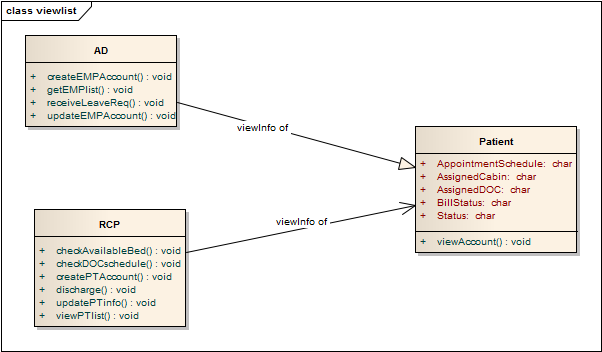 class viewlist
AD
+ createEMPAccount() : void
+ getEMPlist() : void
+ receiveLeaveReq() : void
+ updateEMPAccount() : void
viewInfo of
Patient
+ AppointmentSchedule: char
+ AssignedCabin: char
+ AssignedDOC: char
+ BillStatus: char
+ Status: char
+ viewAccount() : void
viewInfo of
RCP
+ checkAvailableBed() : void
+ checkDOCschedule() : void
+ createPTAccount() : void
+ discharge() : void
+ updatePTinfo() : void
+ viewPTlist() : void